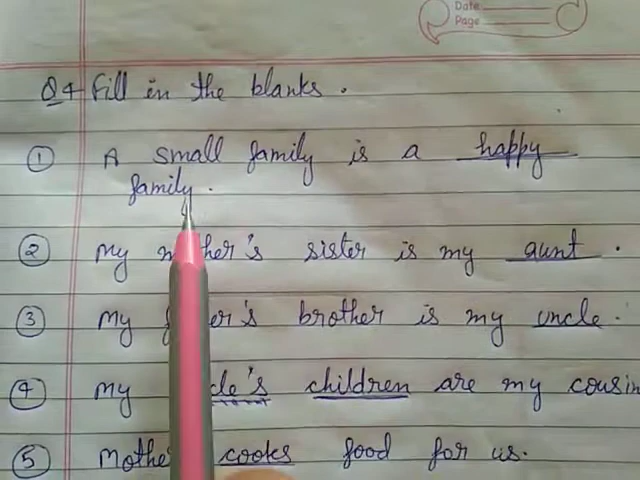 Date
Page
Q4 Fill in the blanks.
① A small family is a happy
family.
② My sister is my aunt.
③ My brother is my uncle.
④ My children are my cousin
⑤ cooks food for us.